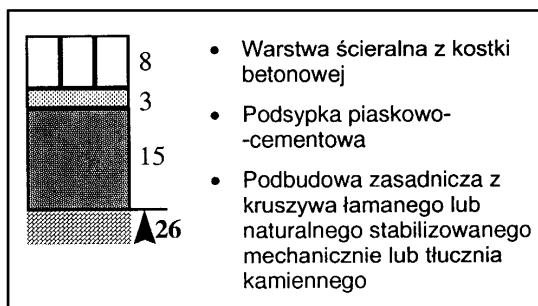 8
3
15
26
• Warstwa ścieralna z kostki
betonowej
• Podsypka piaskowo-
-cementowa
• Podbudowa zasadnicza z
kruszywa łamanego lub
naturalnego stabilizowanego
mechanicznie lub tłucznia
kamiennego